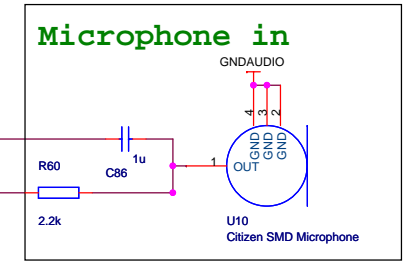 Microphone in
GNDAUDIO
4 3 2
GND GND GND
1u
C86
1
OUT
R60
2.2k
U10
Citizen SMD Microphone